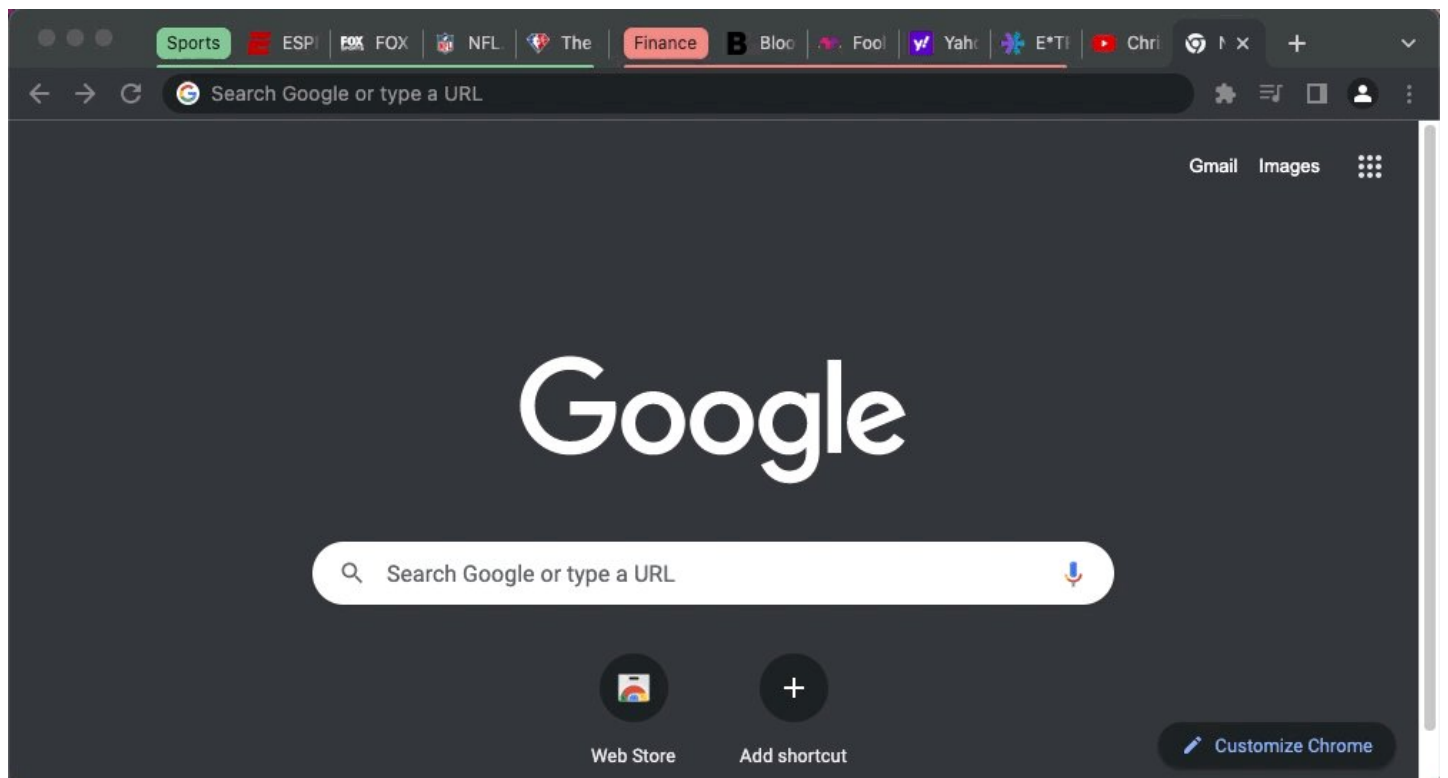 Sports ESP FOX FOX NFL. The Finance B Bloo Fool y! Yah E*T Chri N
Search Google or type a URL
Gmail Images
Google
Search Google or type a URL
Web Store Add shortcut
Customize Chrome